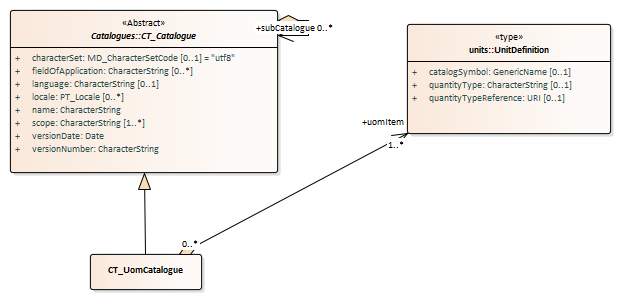 «Abstract»
Catalogues::CT_Catalogue
+ characterSet: MD_CharacterSetCode [0..1] = "utf8"
+ fieldOfApplication: CharacterString [0..*]
+ language: CharacterString [0..1]
+ locale: PT_Locale [0..*]
+ name: CharacterString
+ scope: CharacterString [1..*]
+ versionDate: Date
+ versionNumber: CharacterString
+subCatalogue 0..*
«type»
units::UnitDefinition
+ catalogSymbol: GenericName [0..1]
+ quantityType: CharacterString [0..1]
+ quantityTypeReference: URI [0..1]
+uomItem
1..*
0..*
CT_UomCatalogue